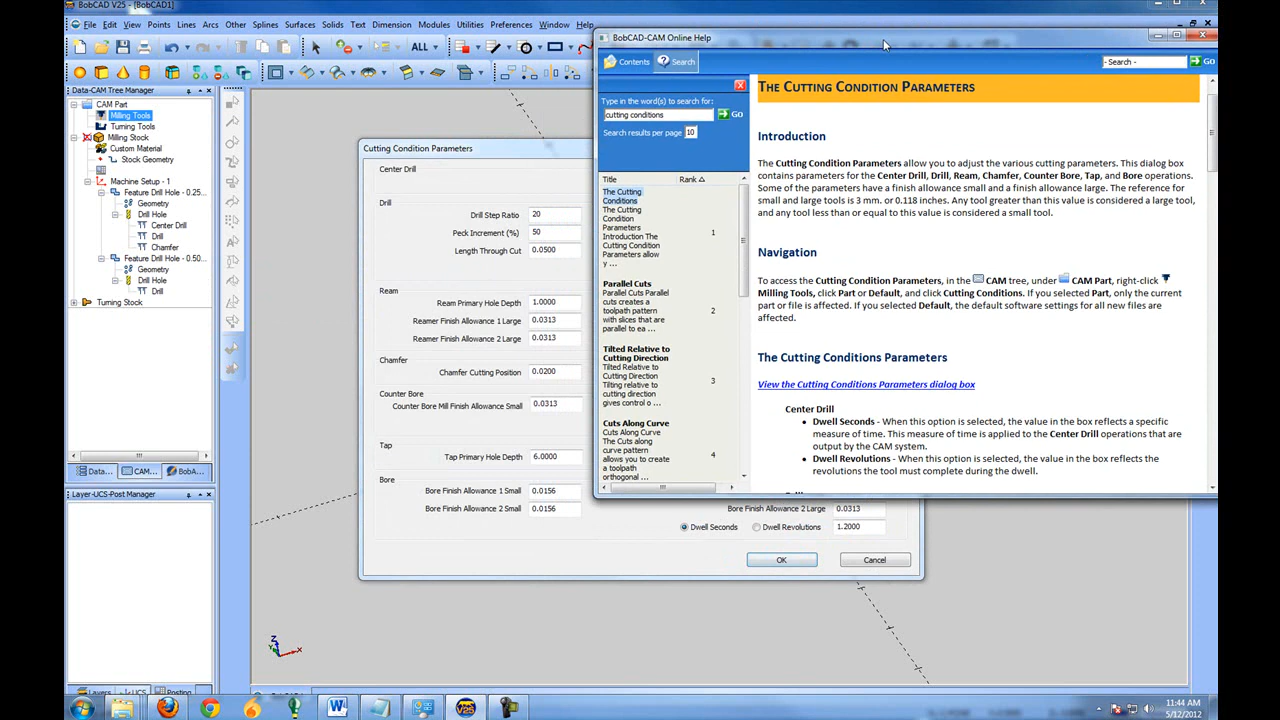 BobCAD V25 - [BobCAD1]
File Edit View Points Lines Arcs Other Splines Surfaces Solids Text Dimension Modules Utilities Preferences Window Help
ALL
Data-CAM Tree Manager
CAM Part
Milling Tools
Turning Tools
Milling Stock
Custom Material
Stock Geometry
Machine Setup - 1
Feature Drill Hole - 0.25...
Geometry
Drill Hole
Center Drill
Drill
Chamfer
Feature Drill Hole - 0.50...
Geometry
Drill Hole
Drill
Turning Stock
Data...
CAM...
BobA...
Layer-UCS-Post Manager
Layers
UCS
Posting
Cutting Condition Parameters
Center Drill
Drill
Drill Step Ratio 20
Peck Increment (%) 50
Length Through Cut 0.0500
Ream
Ream Primary Hole Depth 1.0000
Reamer Finish Allowance 1 Large 0.0313
Reamer Finish Allowance 2 Large 0.0313
Chamfer
Chamfer Cutting Position 0.0200
Counter Bore
Counter Bore Mill Finish Allowance Small 0.0313
Tap
Tap Primary Hole Depth 6.0000
Bore
Bore Finish Allowance 1 Small 0.0156
Bore Finish Allowance 2 Small 0.0156
Bore Finish Allowance 2 Large 0.0313
Dwell Seconds Dwell Revolutions 1.2000
OK Cancel
BobCAD-CAM Online Help
Contents Search
- Search - GO
Type in the word(s) to search for:
cutting conditions GO
Search results per page 10
Title Rank
The Cutting
Conditions
The Cutting
Condition
Parameters
Introduction The
Cutting Condition
Parameters allow
y ...
1
Parallel Cuts
Parallel Cuts Parallel
cuts creates a
toolpath pattern
with slices that are
parallel to ea ...
2
Tilted Relative to
Cutting Direction
Tilted Relative to
Cutting Direction
Tilting relative to
cutting direction
gives control o ...
3
Cuts Along Curve
The Cuts along
curve pattern
allows you to create
a toolpath
orthogonal ...
4
The Cutting Condition Parameters
Introduction
The Cutting Condition Parameters allow you to adjust the various cutting parameters. This dialog box
contains parameters for the Center Drill, Drill, Ream, Chamfer, Counter Bore, Tap, and Bore operations.
Some of the parameters have a finish allowance small and a finish allowance large. The reference for
small and large tools is 3 mm. or 0.118 inches. Any tool greater than this value is considered a large tool,
and any tool less than or equal to this value is considered a small tool.
Navigation
To access the Cutting Condition Parameters, in the CAM tree, under CAM Part, right-click
Milling Tools, click Part or Default, and click Cutting Conditions. If you selected Part, only the current
part or file is affected. If you selected Default, the default software settings for all new files are
affected.
The Cutting Conditions Parameters
View the Cutting Conditions Parameters dialog box
Center Drill
• Dwell Seconds - When this option is selected, the value in the box reflects a specific
measure of time. This measure of time is applied to the Center Drill operations that are
output by the CAM system.
• Dwell Revolutions - When this option is selected, the value in the box reflects the
revolutions the tool must complete during the dwell.
Z
Y
X
V25
11:44 AM
5/12/2012